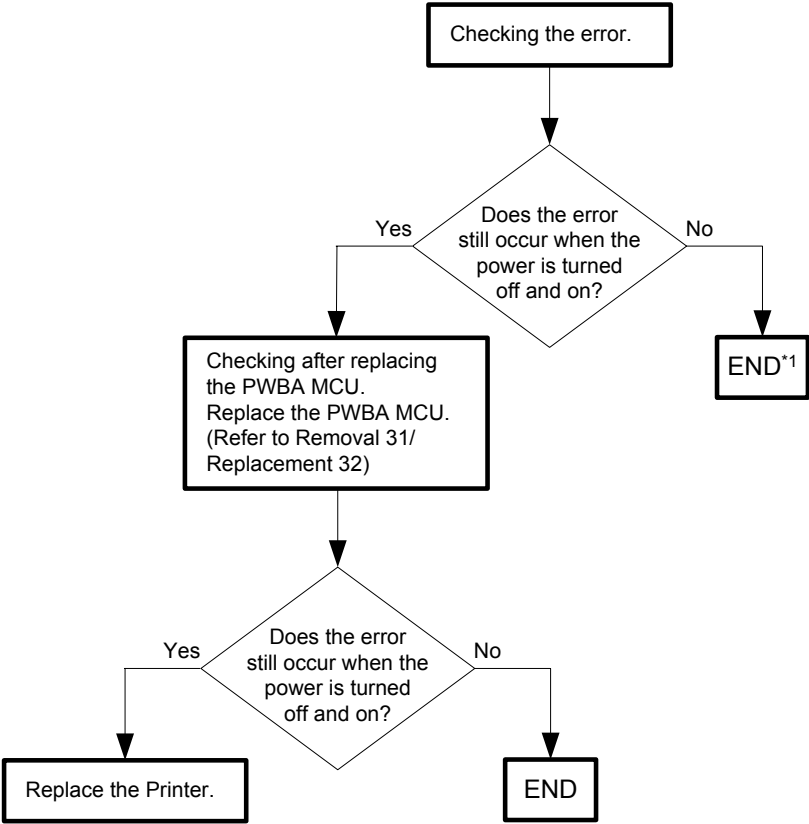 Checking the error.
Does the error
still occur when the
power is turned
off and on?
Yes
No
Checking after replacing
the PWBA MCU.
Replace the PWBA MCU.
(Refer to Removal 31/
Replacement 32)
END*1
Does the error
still occur when the
power is turned
off and on?
Yes
No
Replace the Printer.
END